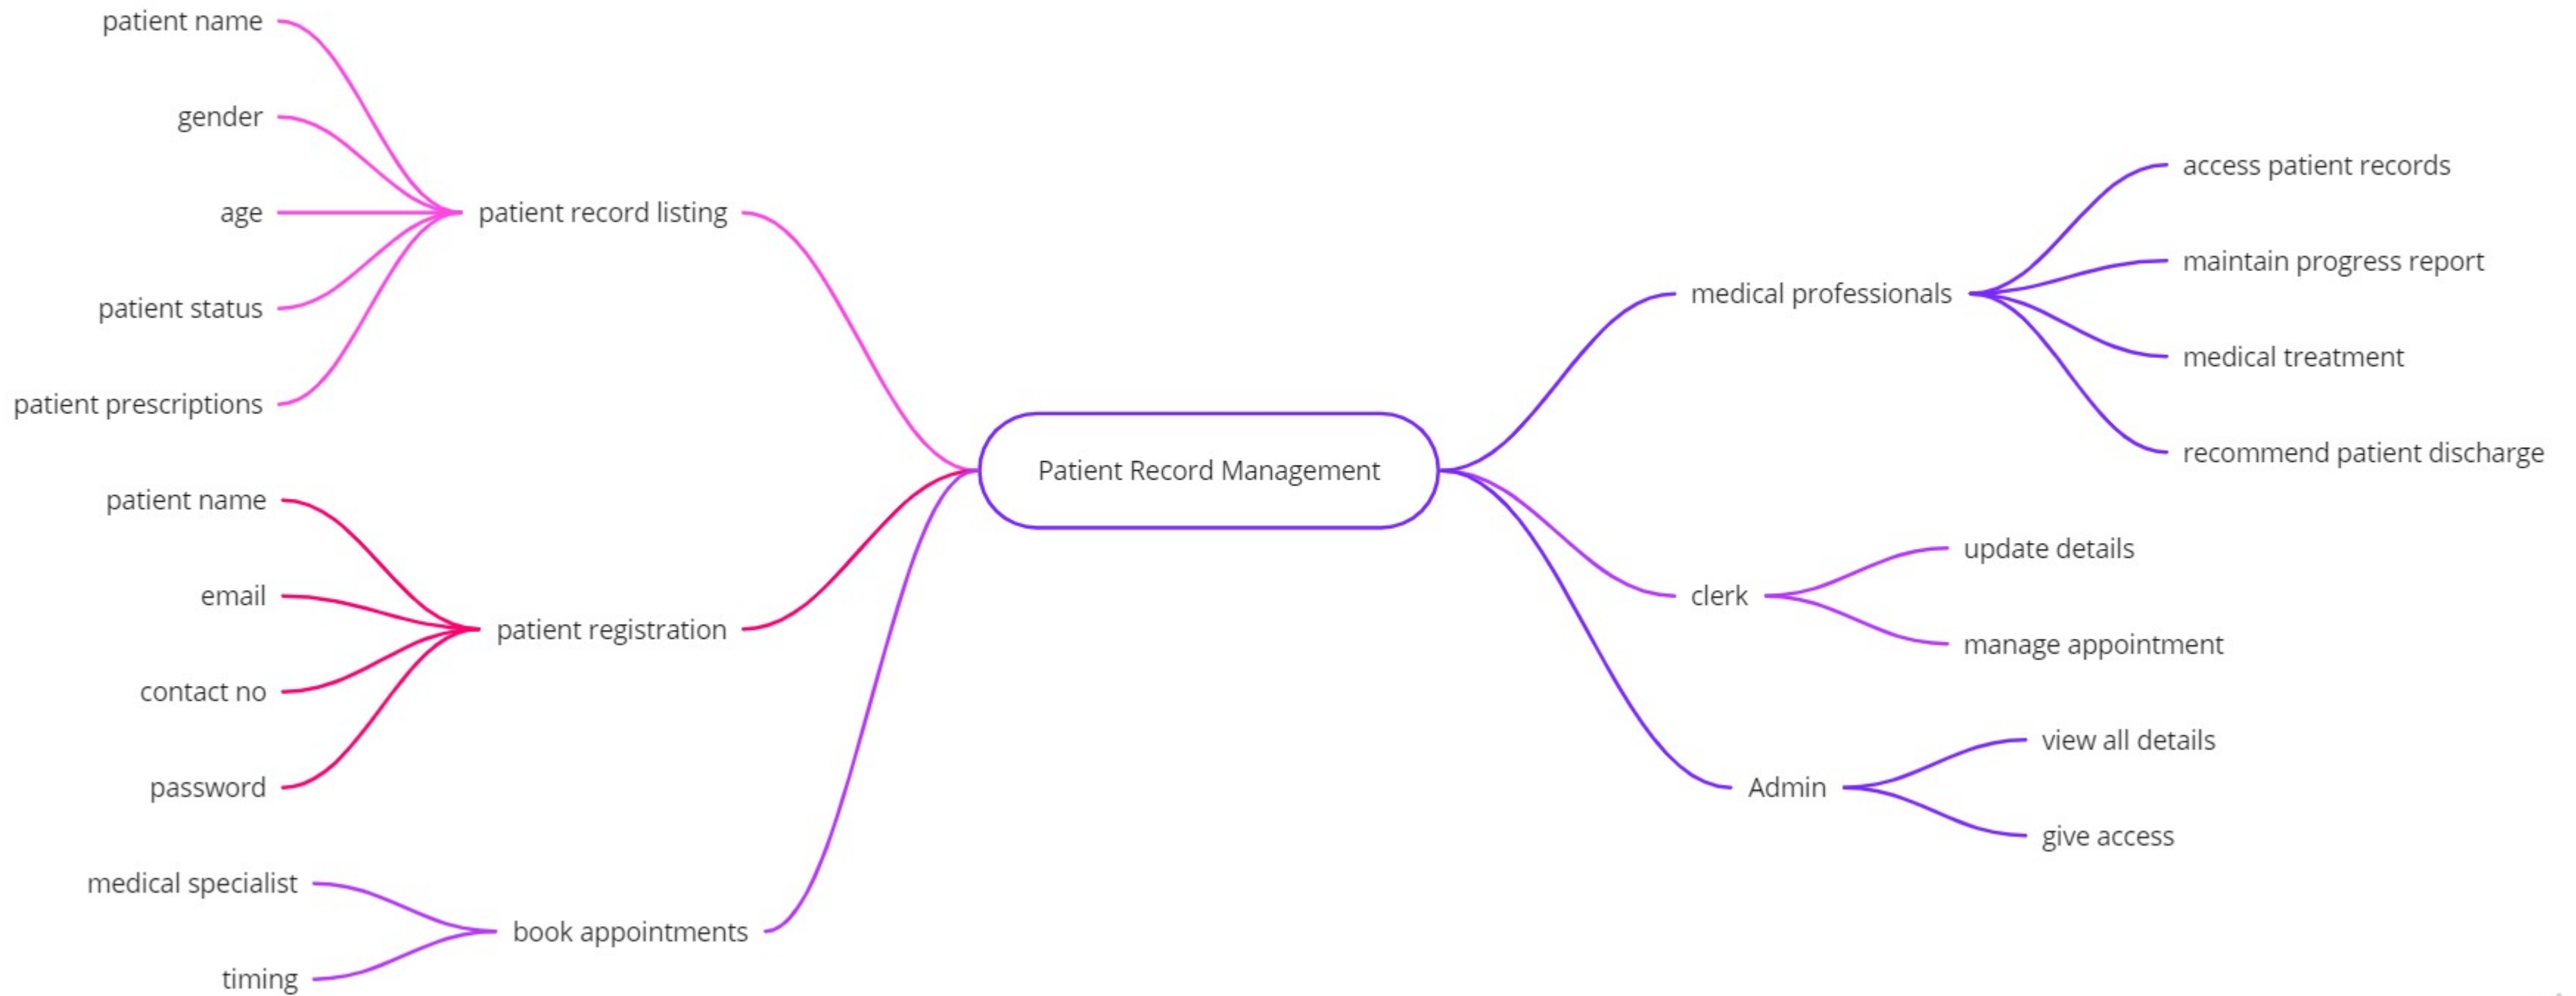 patient name
gender
age
patient status
patient prescriptions
patient record listing
patient name
email
contact no
password
patient registration
medical specialist
timing
book appointments
Patient Record Management
medical professionals
access patient records
maintain progress report
medical treatment
recommend patient discharge
clerk
update details
manage appointment
Admin
view all details
give access